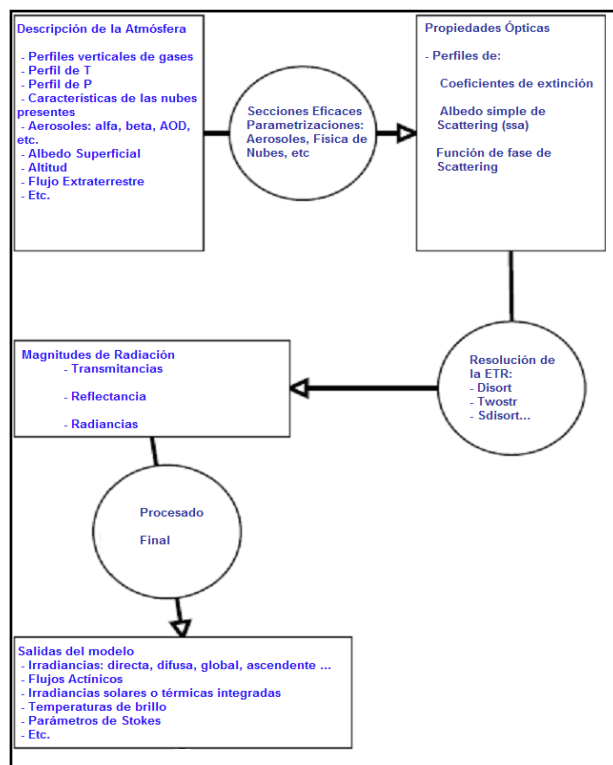 Descripción de la Atmósfera
- Perfiles verticales de gases
- Perfil de T
- Perfil de P
- Características de las nubes
presentes
- Aerosoles: alfa, beta, AOD,
etc.
- Albedo Superficial
- Altitud
- Flujo Extraterrestre
- Etc.
Secciones Eficaces
Parametrizaciones:
Aerosoles, Física de
Nubes, etc
Propiedades Ópticas
- Perfiles de:
Coeficientes de extinción
Albedo simple de
Scattering (ssa)
Función de fase de
Scattering
Resolución de
la ETR:
- Disort
- Twostr
- Sdisort...
Magnitudes de Radiación
- Transmitancias
- Reflectancia
- Radiancias
Procesado
Final
Salidas del modelo
- Irradiancias: directa, difusa, global, ascendente ...
- Flujos Actínicos
- Irradiancias solares o térmicas integradas
- Temperaturas de brillo
- Parámetros de Stokes
- Etc.